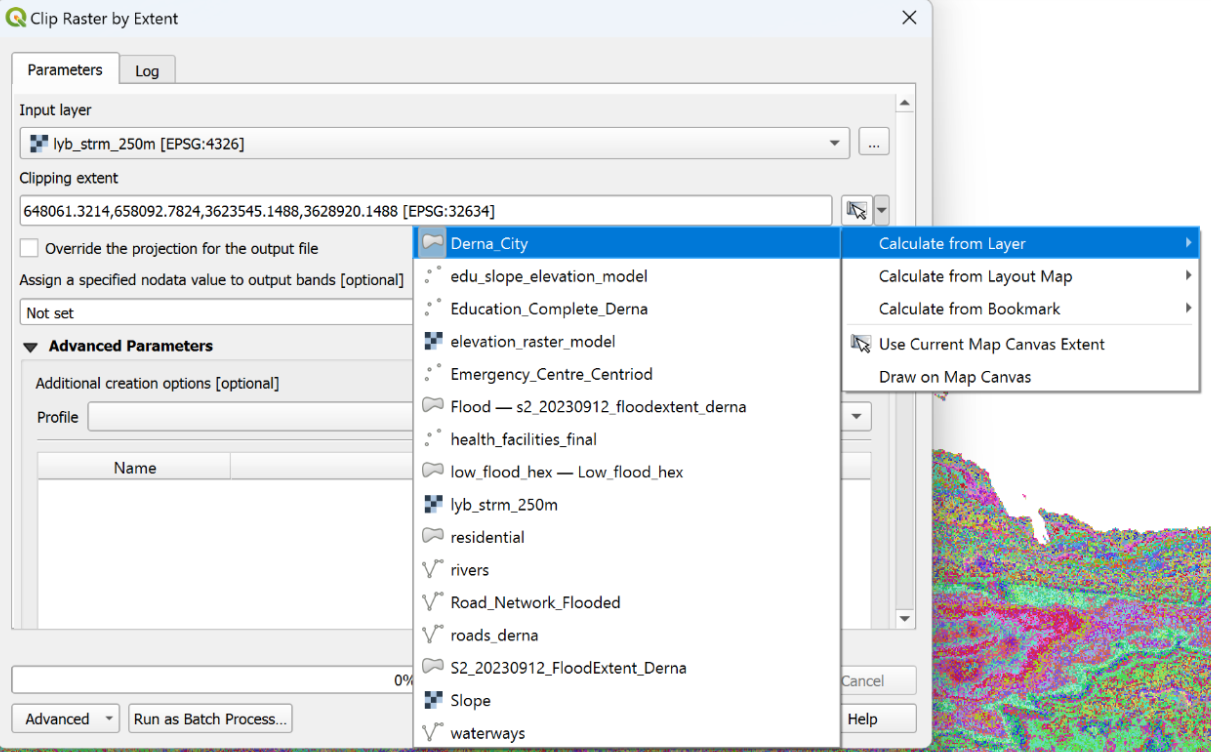 Clip Raster by Extent
Parameters
Log
Input layer
lyb_strm_250m [EPSG:4326]
...
Clipping extent
648061.3214,658092.7824,3623545.1488,3628920.1488 [EPSG:32634]
Override the projection for the output file
Assign a specified nodata value to output bands [optional]
Not set
Advanced Parameters
Additional creation options [optional]
Profile
Name
Derna_City
edu_slope_elevation_model
Education_Complete_Derna
elevation_raster_model
Emergency_Centre_Centriod
Flood — s2_20230912_floodextent_derna
health_facilities_final
low_flood_hex — Low_flood_hex
lyb_strm_250m
residential
rivers
Road_Network_Flooded
roads_derna
S2_20230912_FloodExtent_Derna
Slope
waterways
Calculate from Layer
Calculate from Layout Map
Calculate from Bookmark
Use Current Map Canvas Extent
Draw on Map Canvas
0%
Cancel
Advanced
Run as Batch Process...
Help